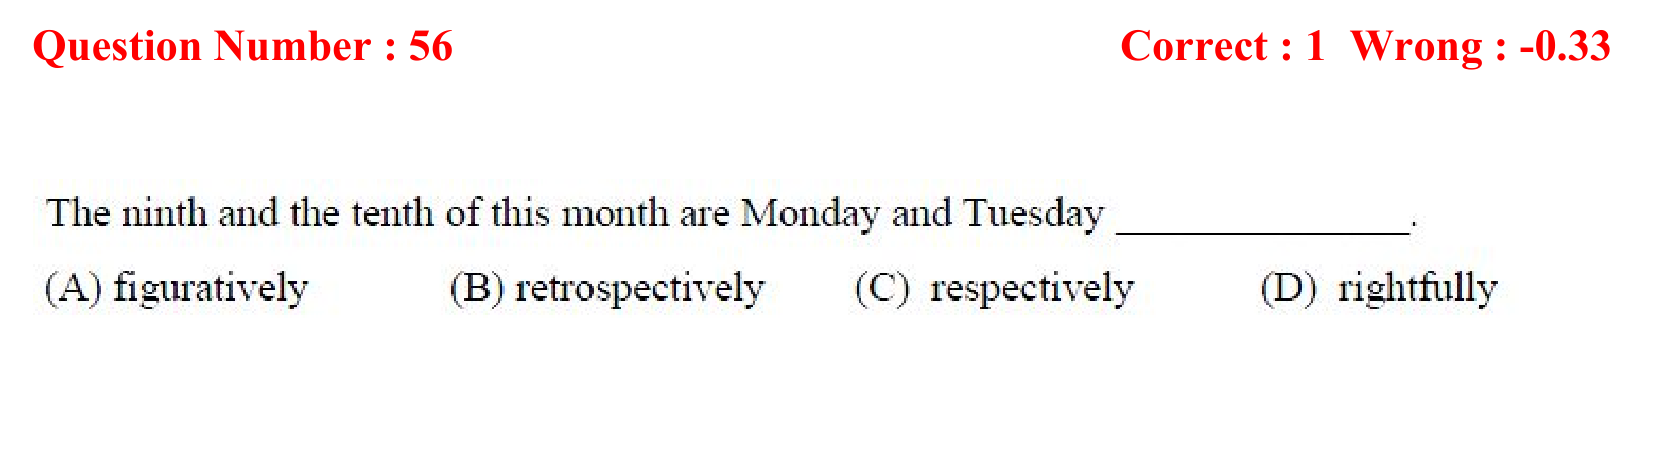 Question Number : 56 Correct : 1 Wrong : -0.33
The ninth and the tenth of this month are Monday and Tuesday ______________.
(A) figuratively (B) retrospectively (C) respectively (D) rightfully